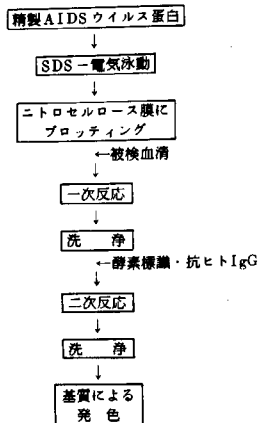 精製AIDSウイルス蛋白
↓
SDS－電気泳動
↓
ニトロセルロース膜に
ブロッティング
←被検血清
↓
一次反応
↓
洗　浄
←酵素標識・抗ヒトIgG
↓
二次反応
↓
洗　浄
↓
基質による
発　色